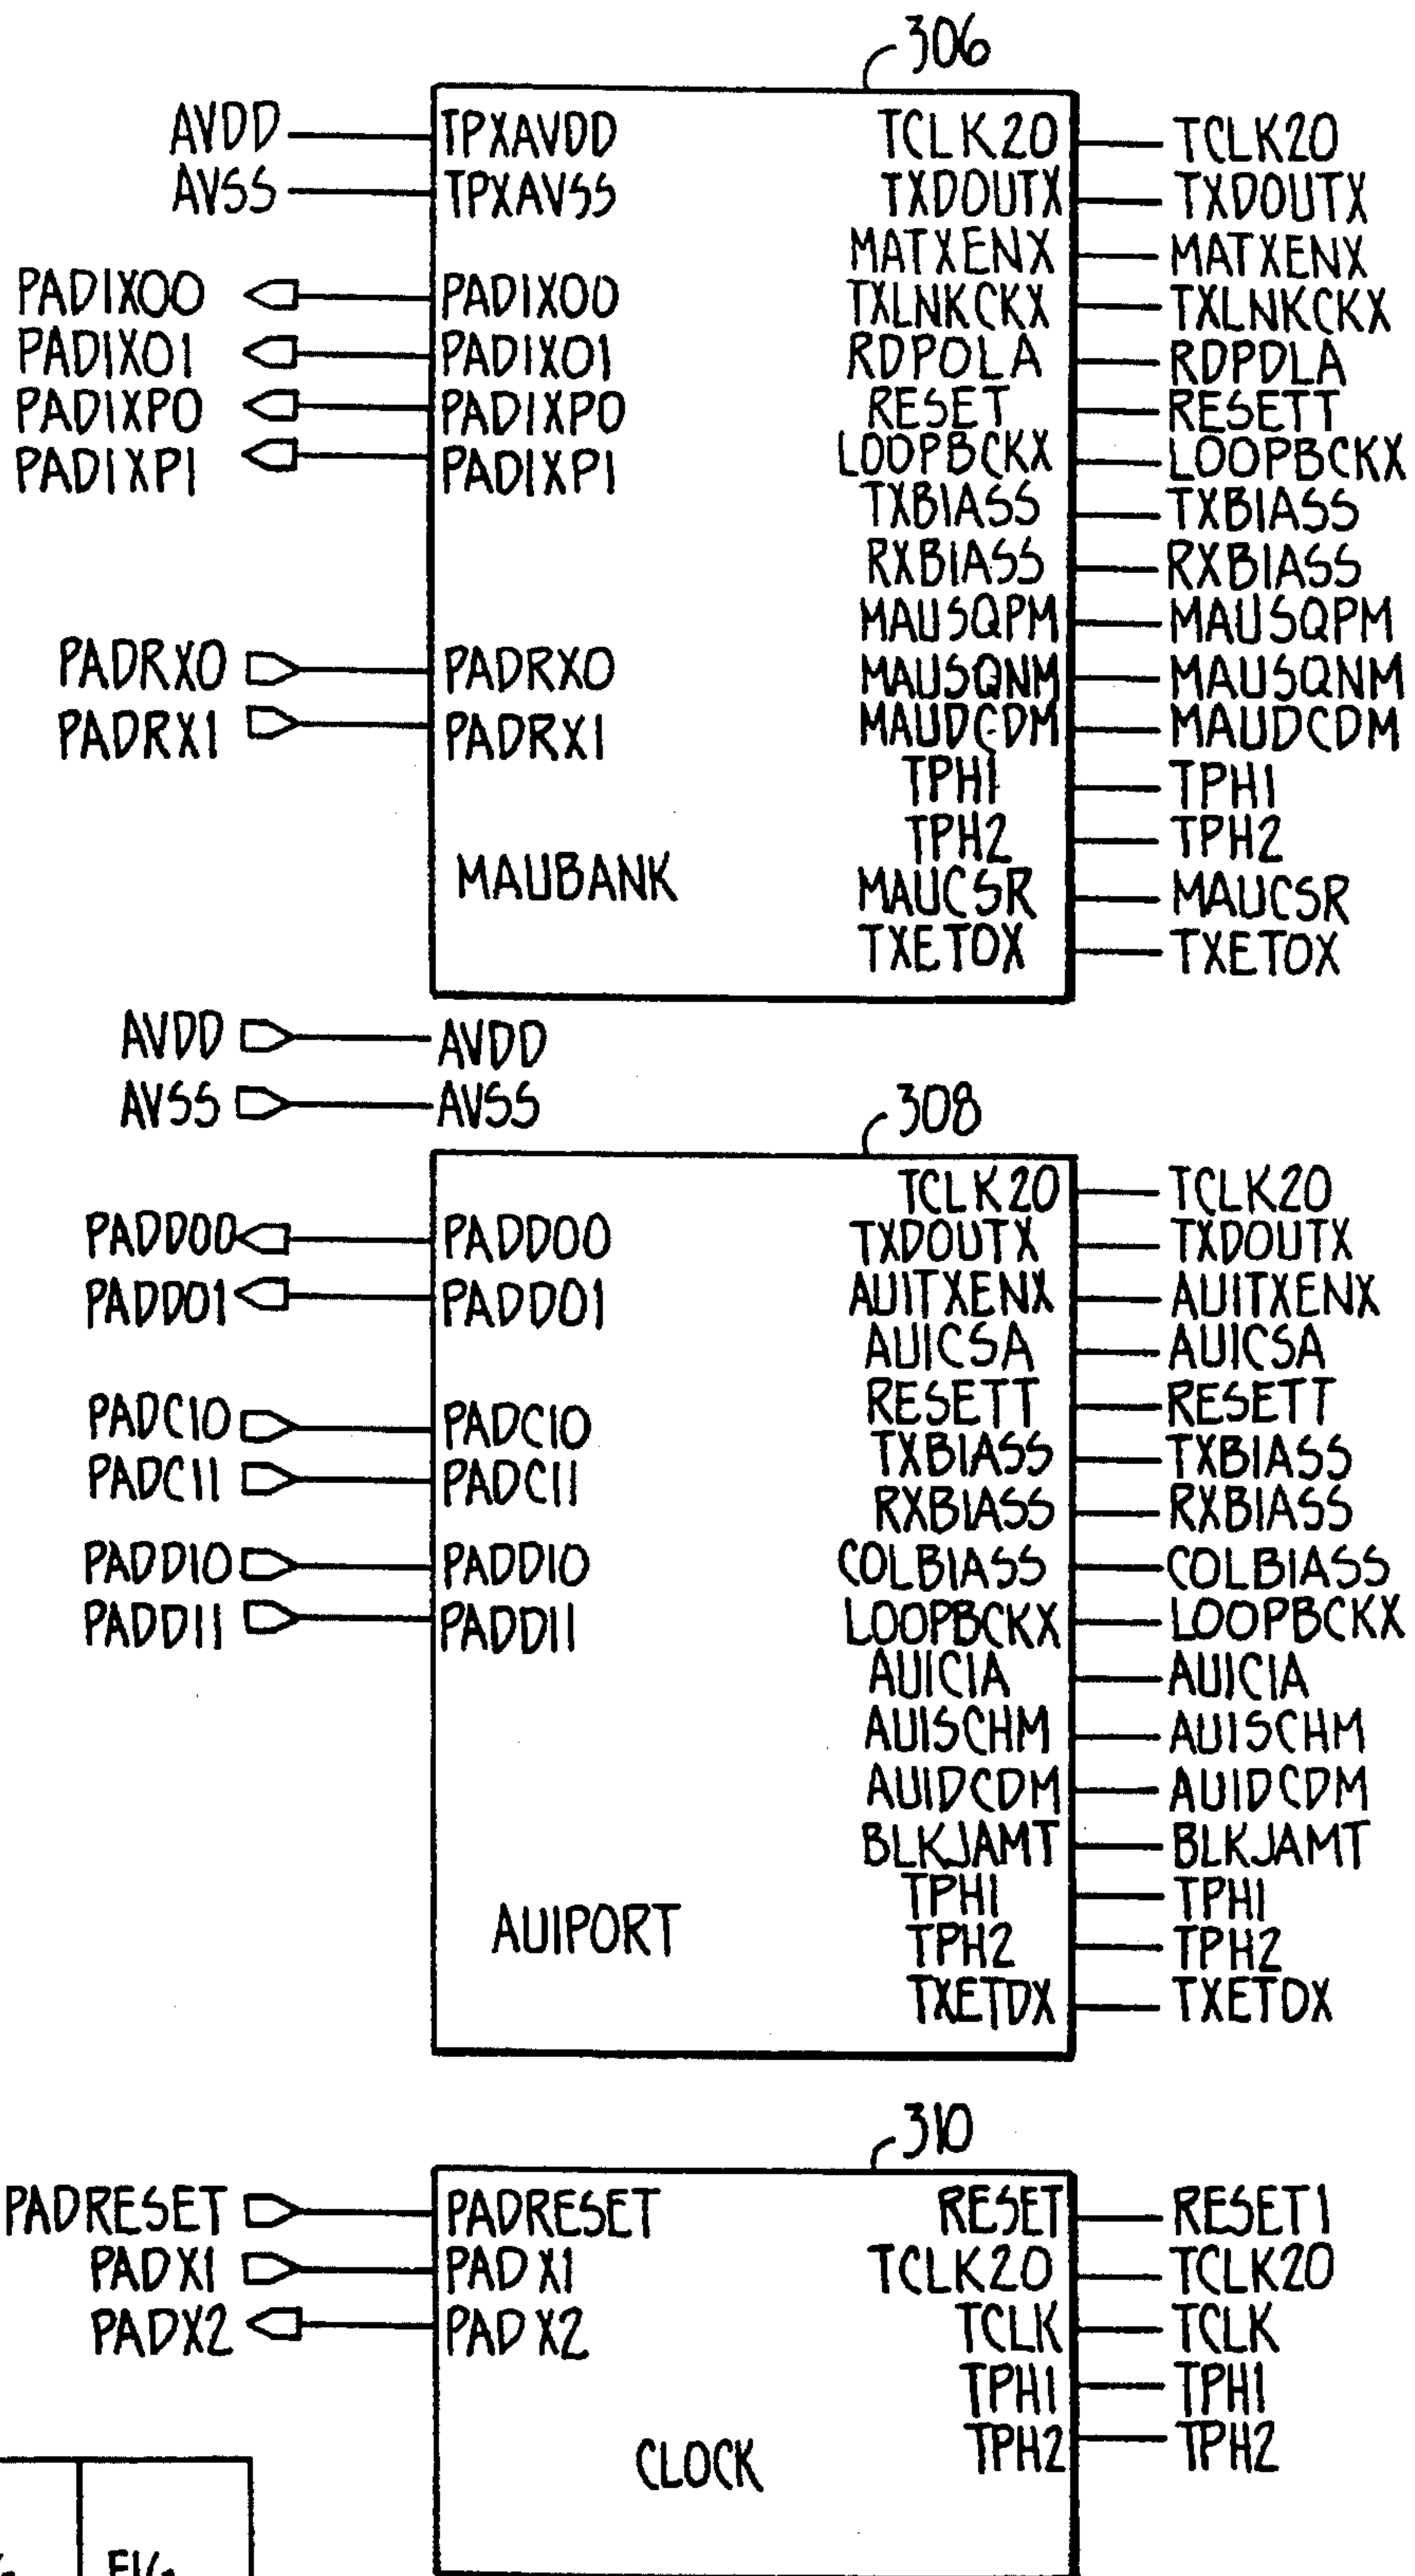 306
AVDD TPXAVDD TCLK20 TCLK20
AVSS TPXAVSS TXDOUTX TXDOUTX
MATXENX MATXENX
PADIXO0 PADIXO0 TXLNKCKX TXLNKCKX
PADIXO1 PADIXO1 RDPOLA RDPDLA
PADIXP0 PADIXP0 RESET RESETT
PADIXP1 PADIXP1 LOOPBCKX LOOPBCKX
TXBIASS TXBIASS
RXBIASS RXBIASS
MAUSQPM MAUSQPM
PADRX0 PADRX0 MAUSQNM MAUSQNM
PADRX1 PADRX1 MAUDCDM MAUDCDM
TPH1 TPH1
TPH2 TPH2
MAUBANK MAUCSR MAUCSR
TXETOX TXETOX
AVDD AVDD
AVSS AVSS
308
TCLK20 TCLK20
PADDO0 PADDO0 TXDOUTX TXDOUTX
PADDO1 PADDO1 AUITXENX AUITXENX
AUICSA AUICSA
PADCI0 PADCI0 RESETT RESETT
PADCI1 PADCI1 TXBIASS TXBIASS
RXBIASS RXBIASS
PADDI0 PADDI0 COLBIASS COLBIASS
PADDI1 PADDI1 LOOPBCKX LOOPBCKX
AUICIA AUICIA
AUISCHM AUISCHM
AUIDCDM AUIDCDM
BLKJAMT BLKJAMT
TPH1 TPH1
AUIPORT TPH2 TPH2
TXETDX TXETDX
310
PADRESET PADRESET RESET RESET1
PADX1 PADX1 TCLK20 TCLK20
PADX2 PADX2 TCLK TCLK
TPH1 TPH1
TPH2 TPH2
CLOCK
FIG